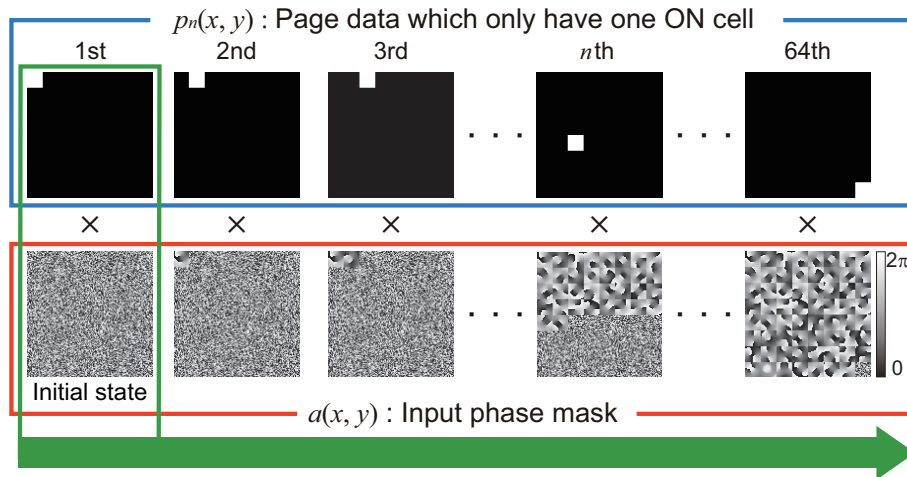 pn(x, y) : Page data which only have one ON cell
1st 2nd 3rd nth 64th
. . . . . .
× × × × ×
2π
. . . . . .
0
Initial state
a(x, y) : Input phase mask